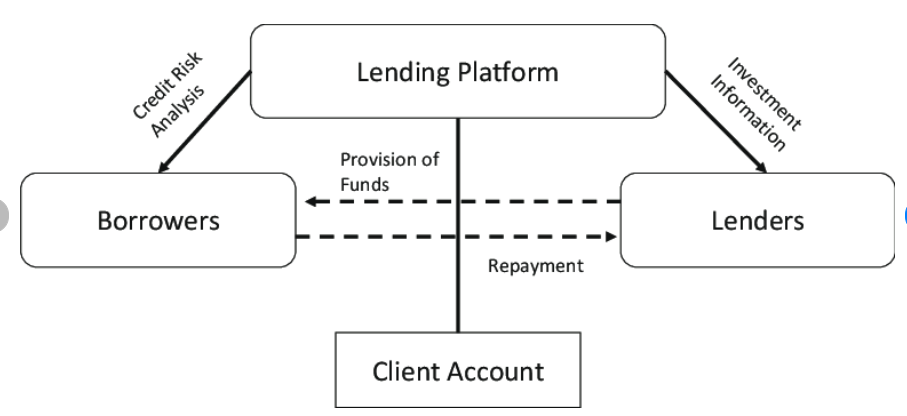 Lending Platform
Credit Risk
Analysis
Investment
Information
Provision of
Funds
Borrowers
Lenders
Repayment
Client Account